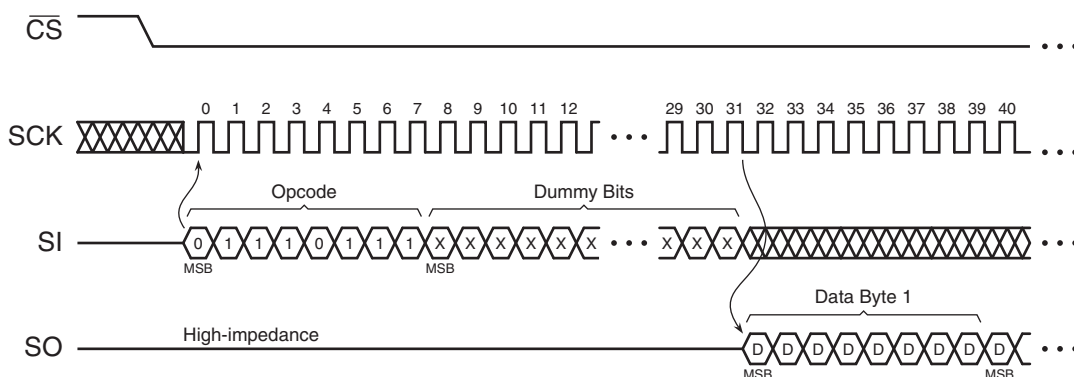 CS
• • •
0 1 2 3 4 5 6 7 8 9 10 11 12 29 30 31 32 33 34 35 36 37 38 39 40
SCK • • • • • •
Opcode Dummy Bits
SI 0 1 1 1 0 1 1 1 X X X X X X • • • X X X • • •
MSB MSB
Data Byte 1
High-impedance
SO D D D D D D D D D • • •
MSB MSB